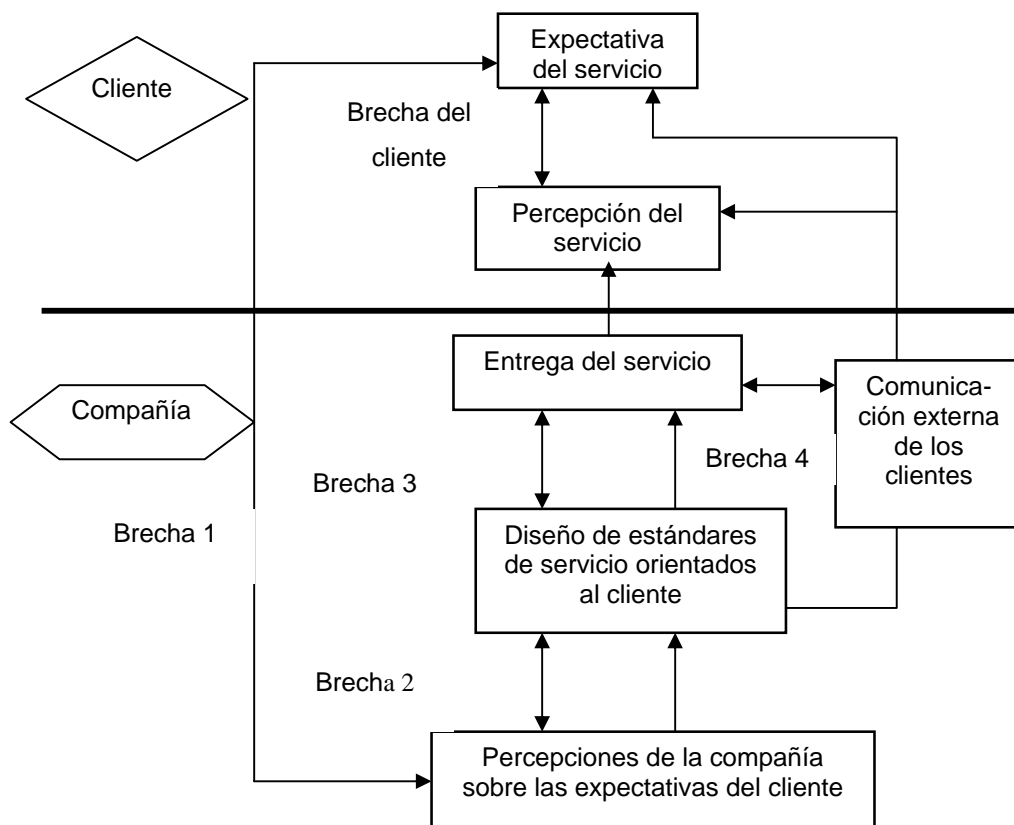 Expectativa
del servicio
Cliente
Brecha del
cliente
Percepción del
servicio
Entrega del servicio
Comunica-
ción externa
de los
clientes
Compañía
Brecha 4
Brecha 3
Brecha 1
Diseño de estándares
de servicio orientados
al cliente
Brecha 2
Percepciones de la compañía
sobre las expectativas del cliente